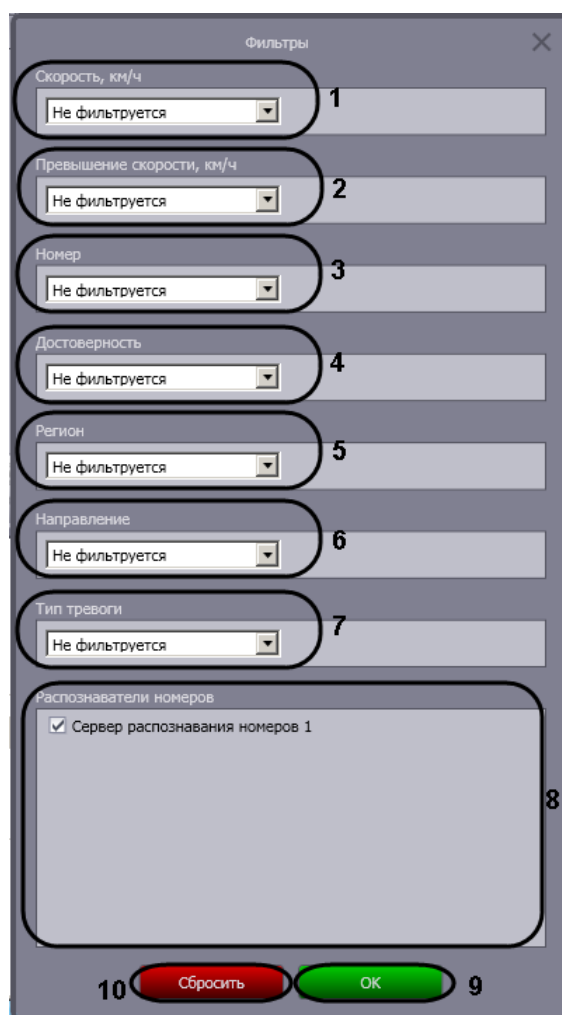 Фильтры
Скорость, км/ч
Не фильтруется 1
Превышение скорости, км/ч
Не фильтруется 2
Номер
Не фильтруется 3
Достоверность
Не фильтруется 4
Регион
Не фильтруется 5
Направление
Не фильтруется 6
Тип тревоги
Не фильтруется 7
Распознаватели номеров
Сервер распознавания номеров 1
8
10 Сбросить ОК 9